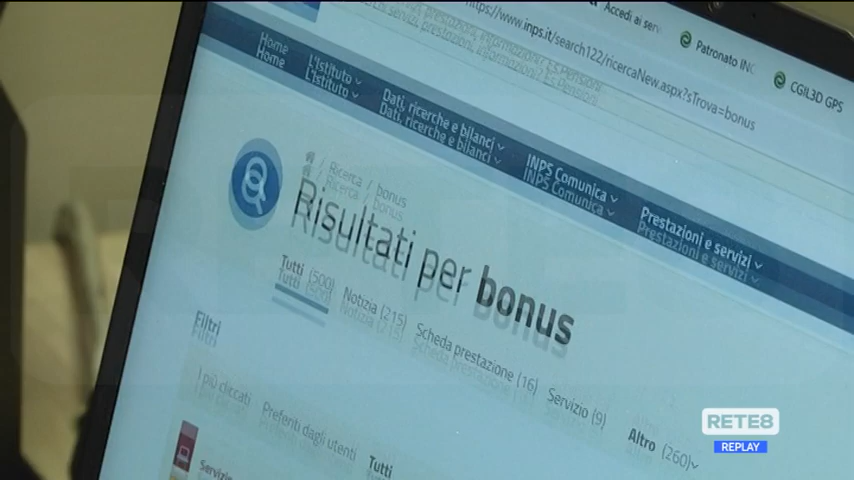 Accedi ai serv
https://www.inps.it/search122/ricercaNew.aspx?sTrova=bonus
Patronato INC
CGIL3D GPS
Home
L'Istituto
Dati, ricerche e bilanci
INPS Comunica
Prestazioni e servizi
Ricerca / bonus
Risultati per bonus
Tutti (500)
Notizia (215)
Scheda prestazione (16)
Servizio (9)
Altro (260)
Filtri
I più cliccati
Preferiti dagli utenti
Tutti
Servizio
RETE8
REPLAY